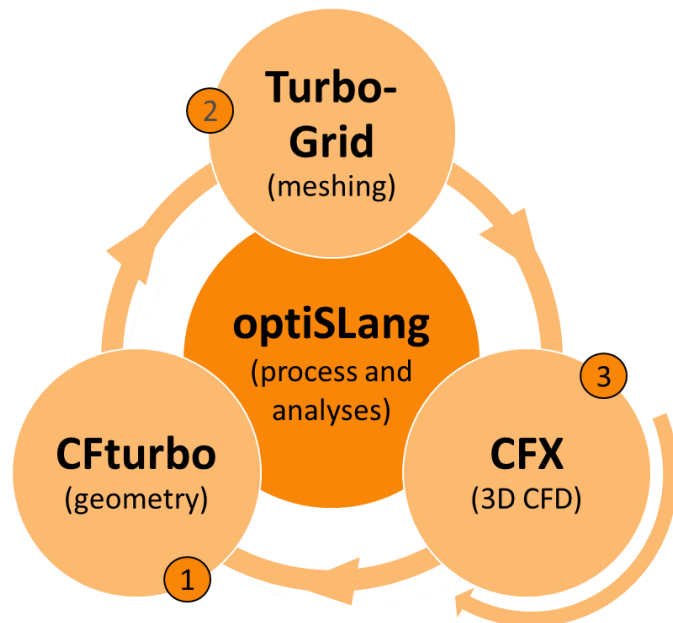 2
Turbo-
Grid
(meshing)
optiSLang
(process and
analyses)
CFturbo
(geometry)
1
3
CFX
(3D CFD)